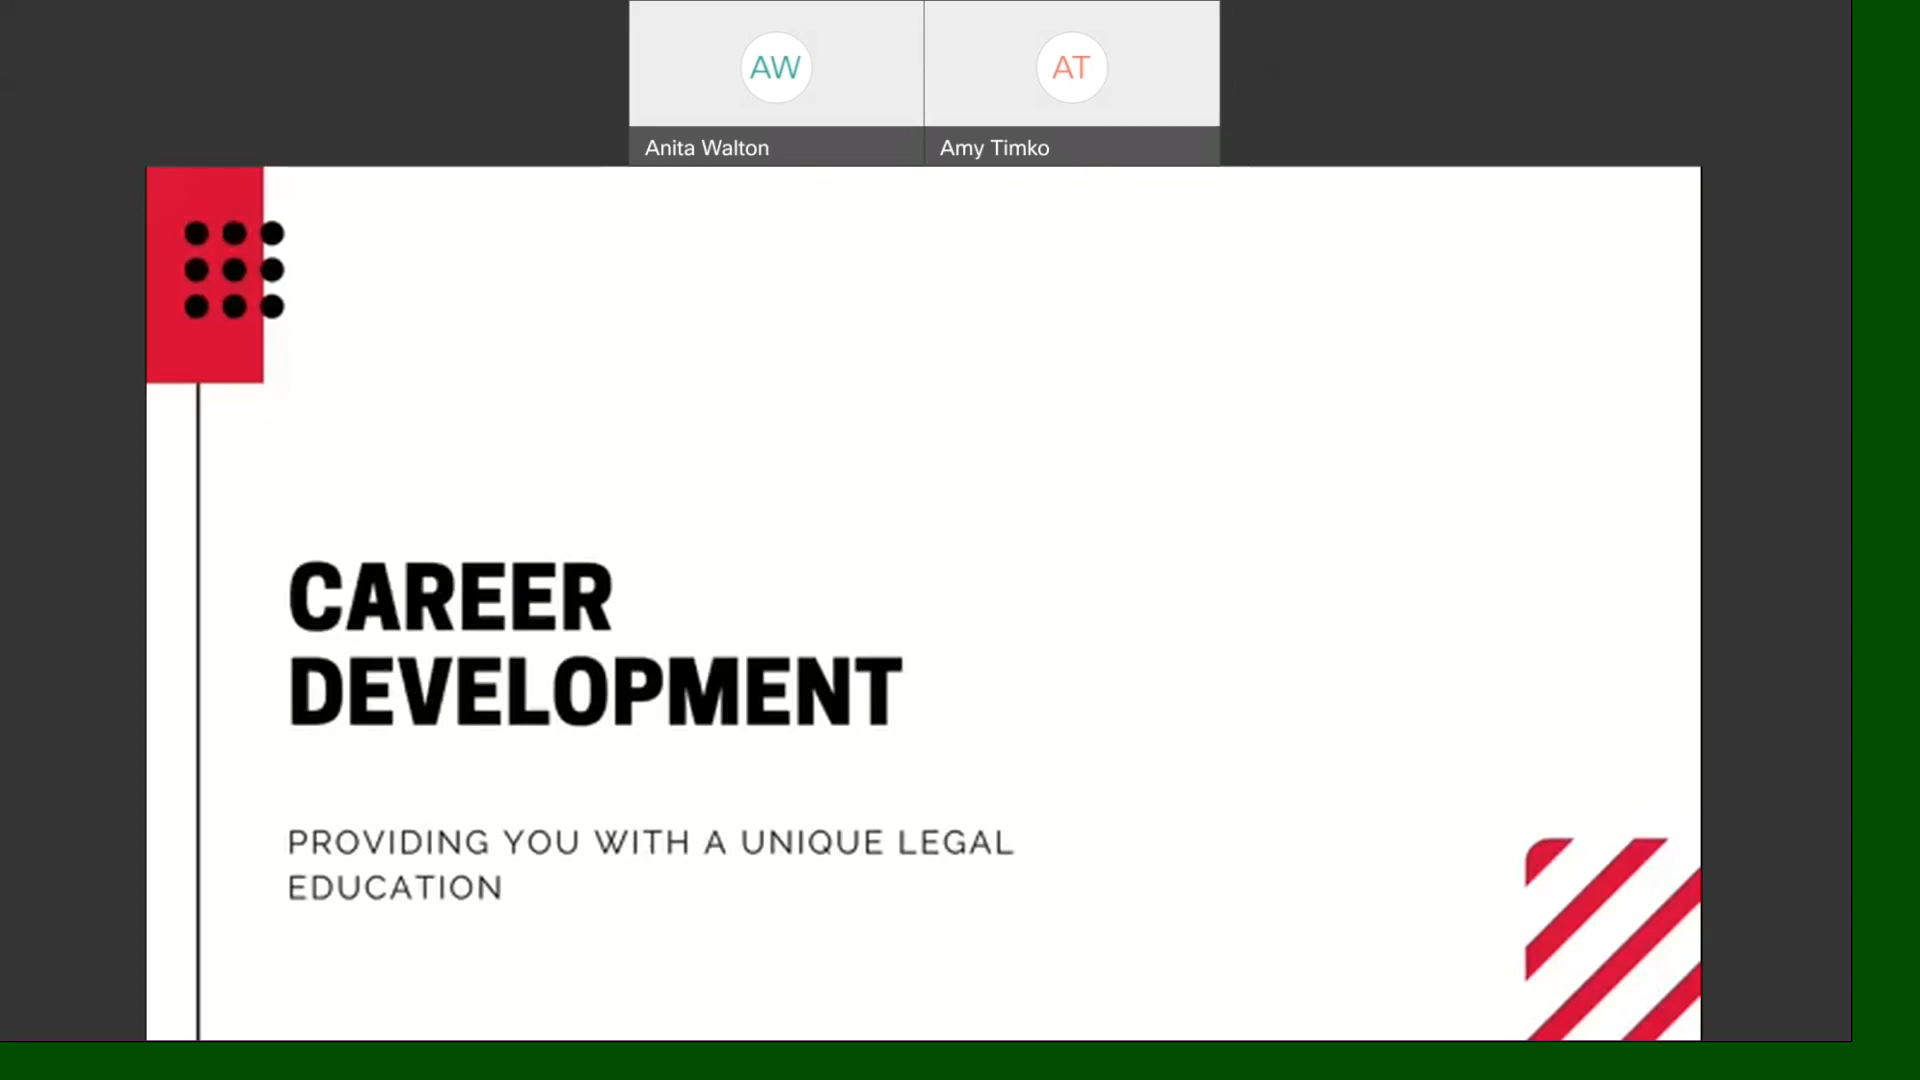 AW
AT
Anita Walton
Amy Timko
CAREER
DEVELOPMENT
PROVIDING YOU WITH A UNIQUE LEGAL
EDUCATION